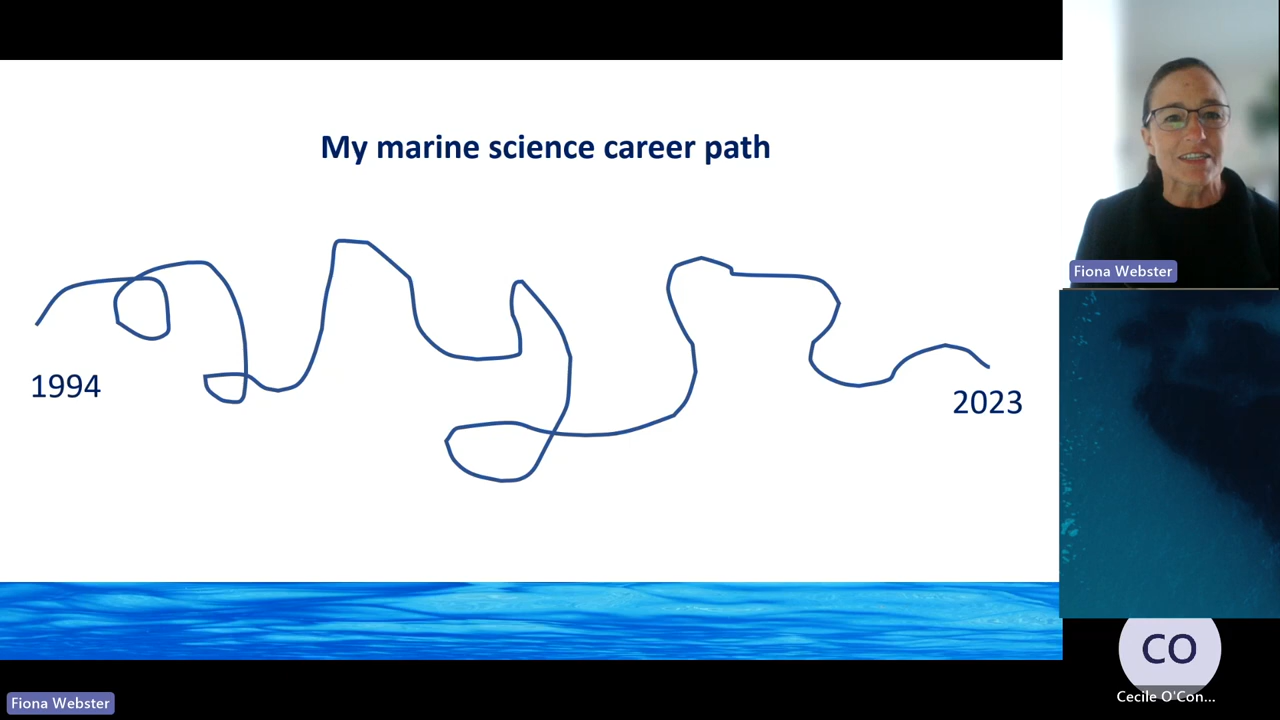 My marine science career path
1994
2023
Fiona Webster
Fiona Webster
CO
Cecile O'Con...